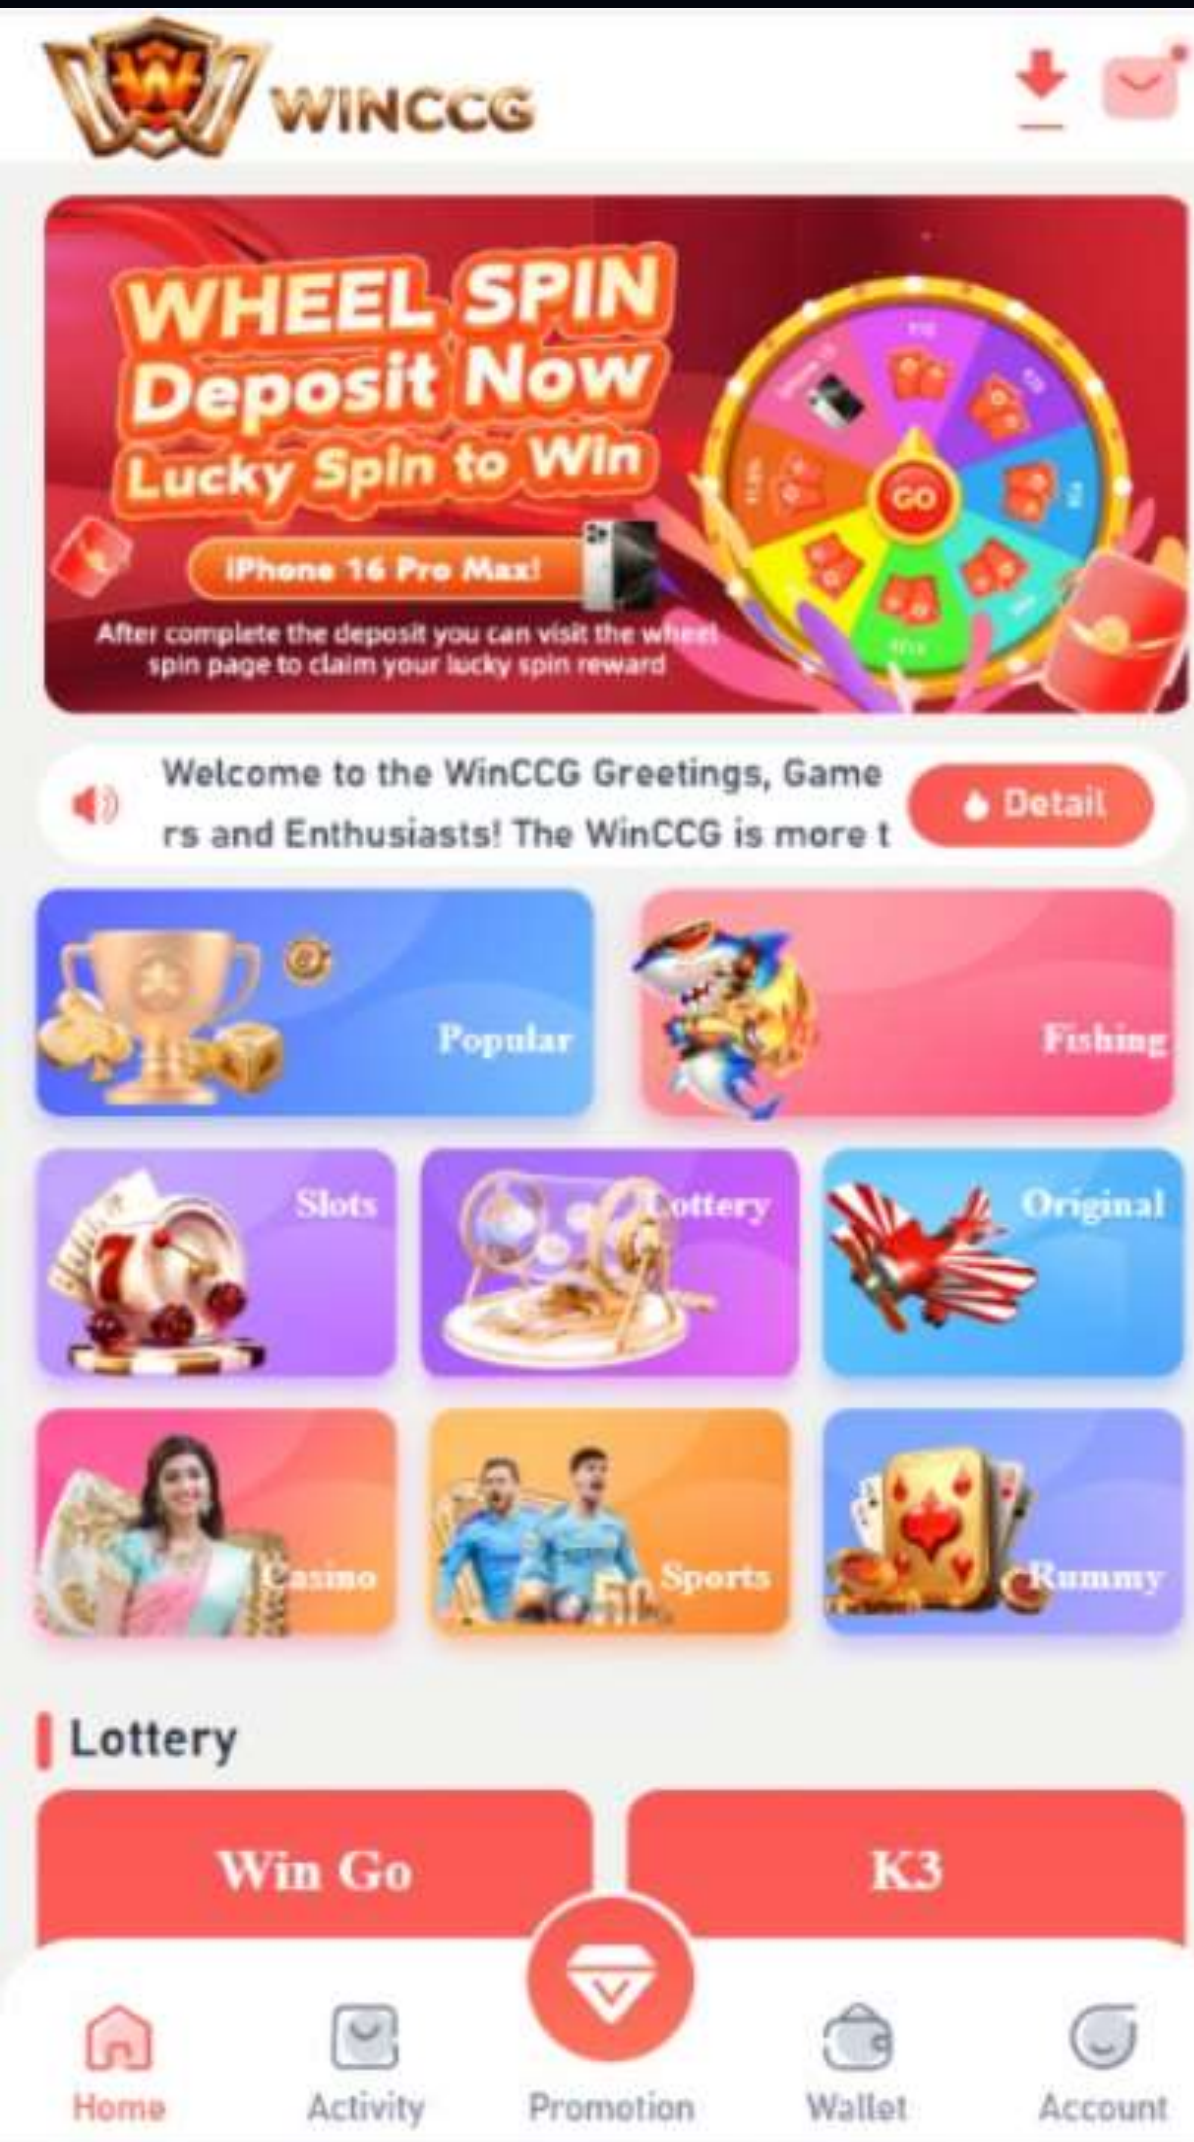 WINCCG
WHEEL SPIN
Deposit Now
Lucky Spin to Win
iPhone 16 Pro Max!
After complete the deposit you can visit the wheel
spin page to claim your lucky spin reward
GO
Welcome to the WinCCG Greetings, Game
rs and Enthusiasts! The WinCCG is more t
Detail
Popular
Fishing
Slots
Lottery
Original
Casino
Sports
Rummy
Lottery
Win Go
K3
Home
Activity
Promotion
Wallet
Account